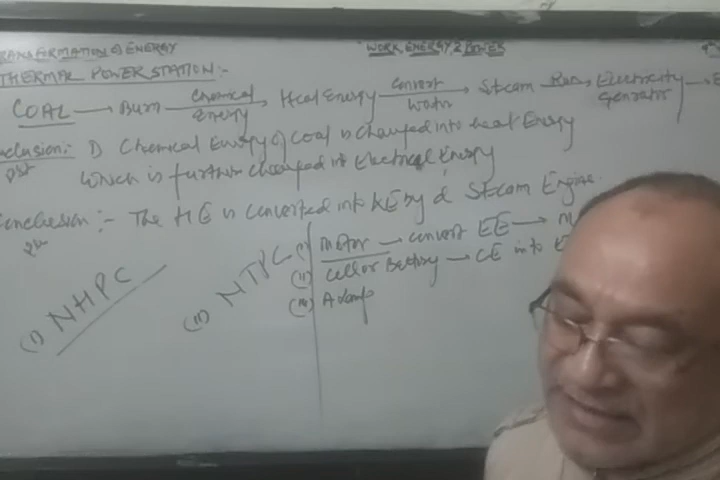 TRANSFORMATION of ENERGY
WORK, ENERGY, & POWER
THERMAL POWER STATION:-
COAL → Burn Chemical energy → Heat Energy convert water → Steam Run → Electricity Generator → E
nclusion:- 1) Chemical Energy of coal is changed into heat Energy
which is further changed into Electrical Energy
Conclusion:- The HE is converted into KE by a Steam Engine.
(i) NHPC
(ii) NTPC
(i) Motor → convert EE → M
(ii) Cell or Battery → CE into E
(iii) A lamp